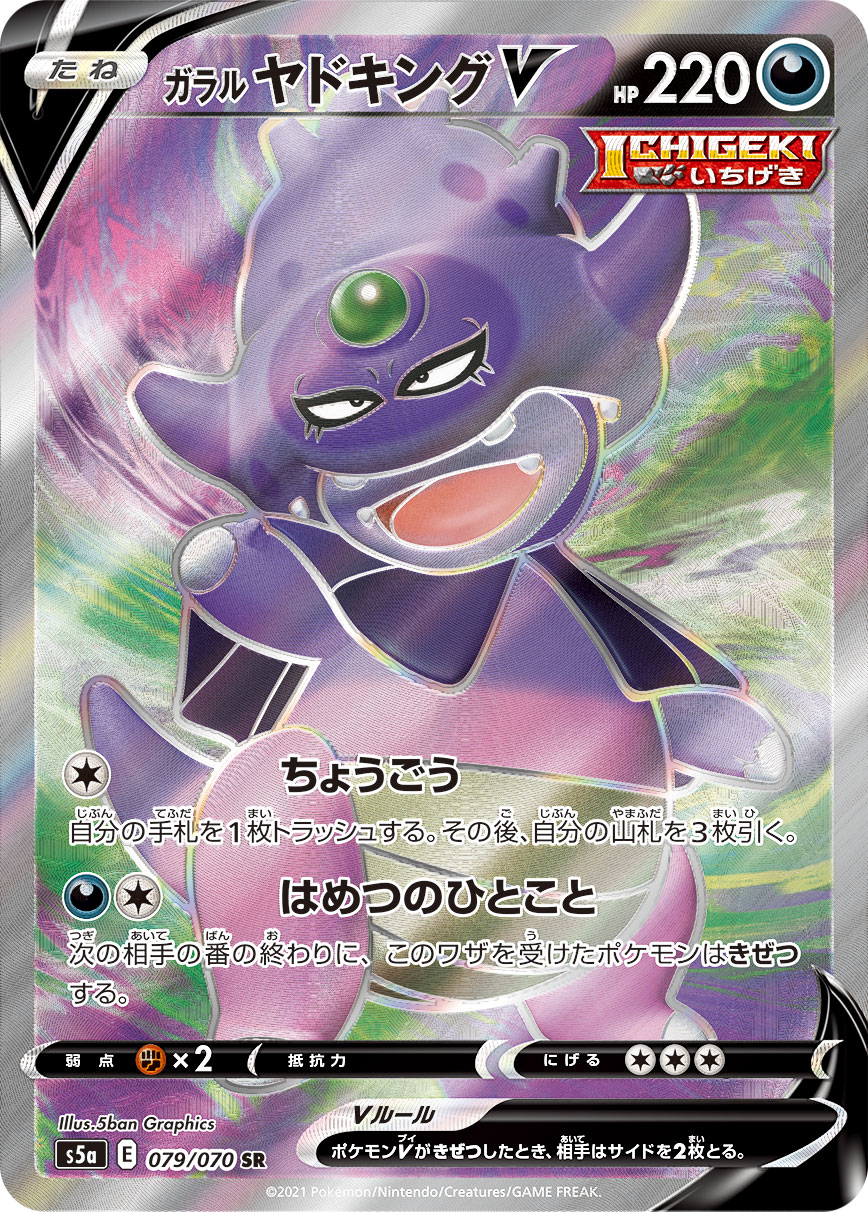 たね
ガラル ヤドキングV HP 220
ICHIGEKI
いちげき
ちょうごう
自分の手札を1枚トラッシュする。その後、自分の山札を3枚引く。
はめつのひとこと
次の相手の番の終わりに、このワザを受けたポケモンはきぜつ
する。
弱点 ×2 抵抗力 にげる
Illus.5ban Graphics
Vルール
ポケモンVがきぜつしたとき、相手はサイドを2枚とる。
s5a E 079/070 SR
©2021 Pokémon/Nintendo/Creatures/GAME FREAK.